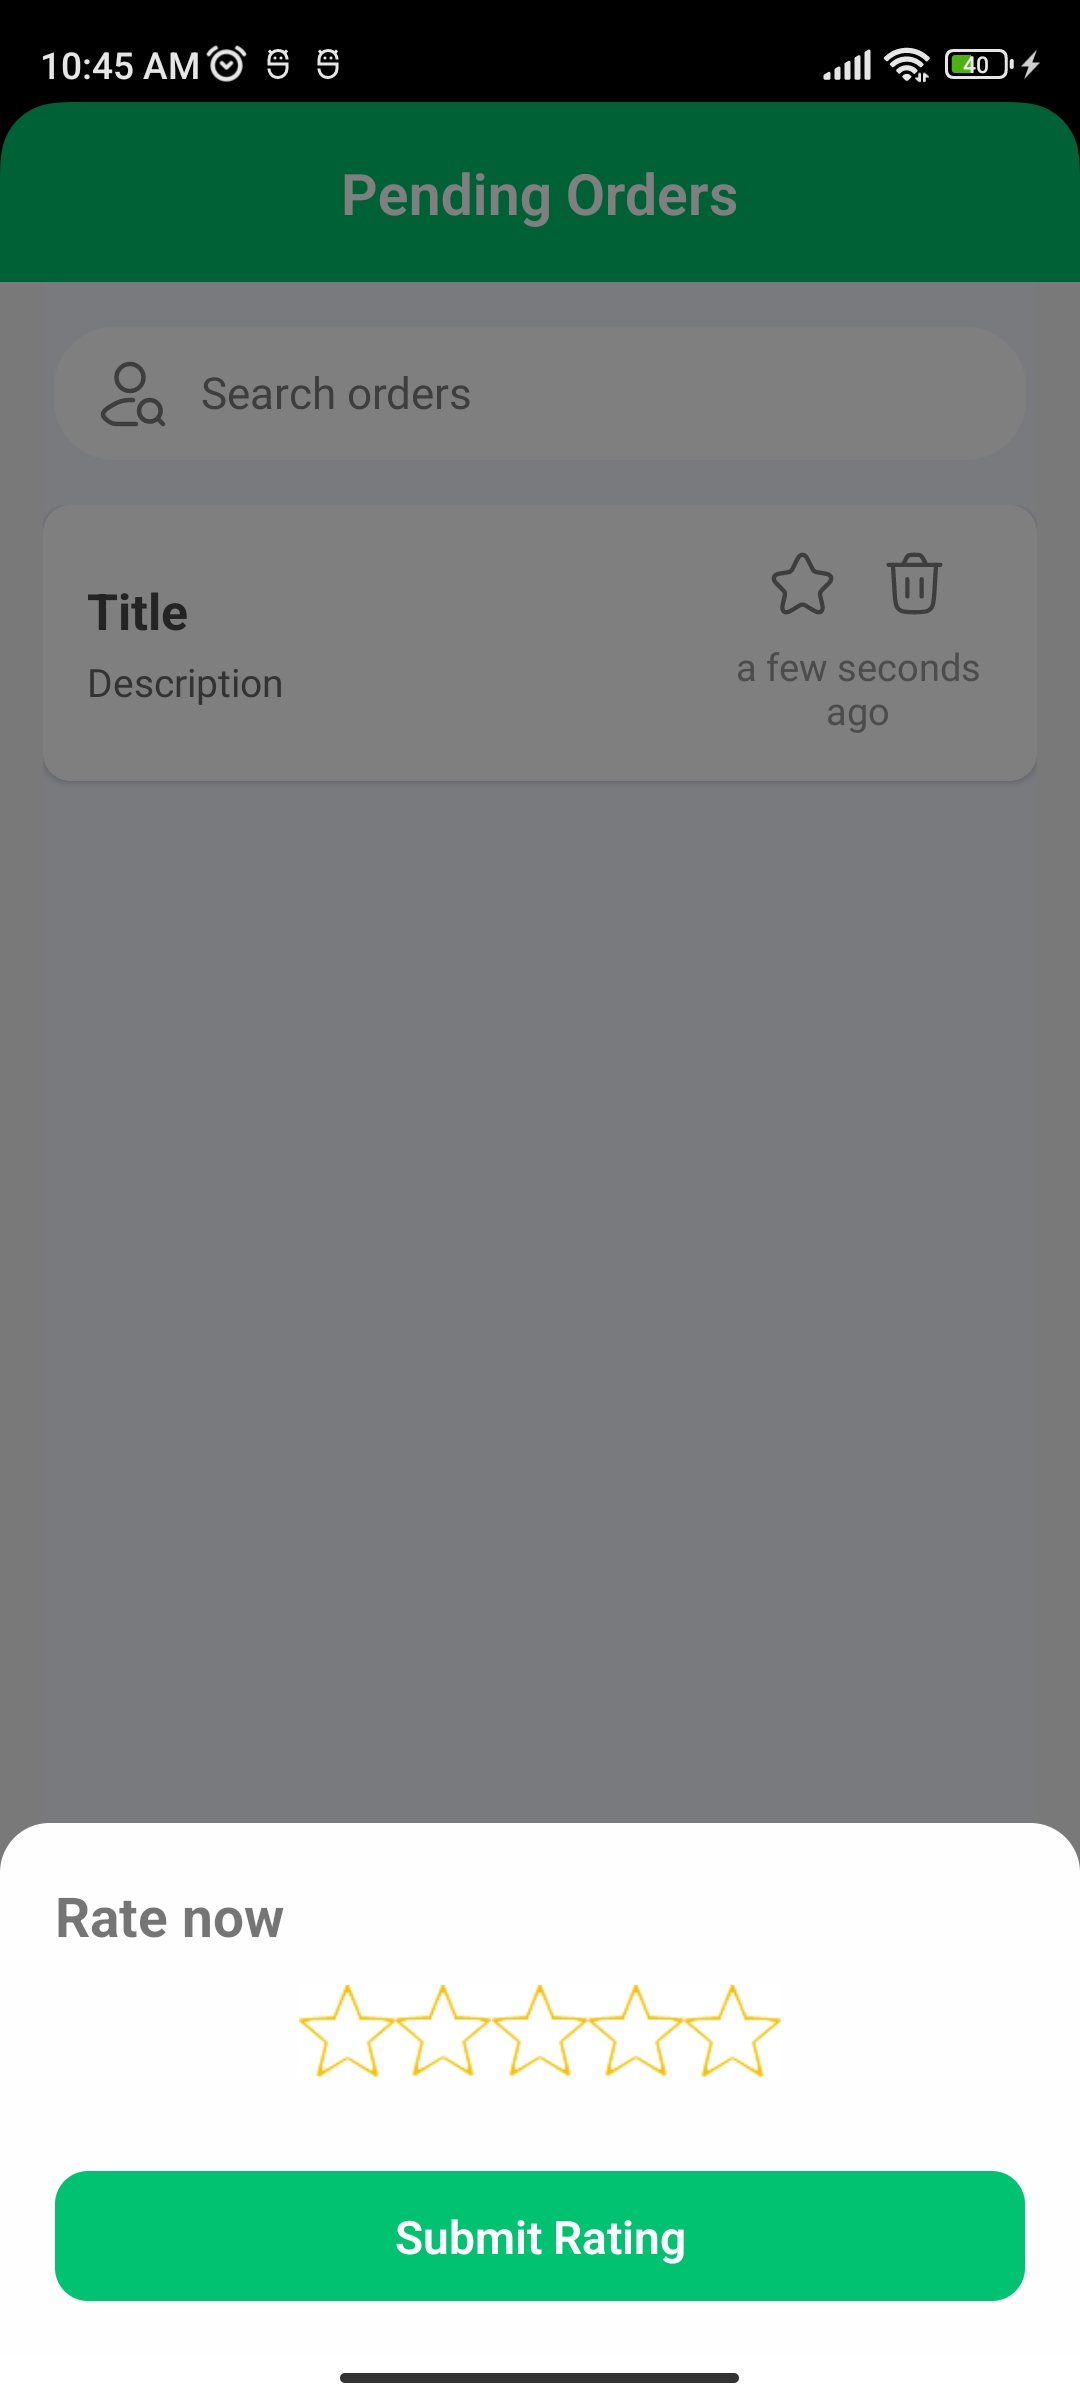 10:45 AM
40
Pending Orders
Search orders
Title
Description
a few seconds
ago
Rate now
Submit Rating